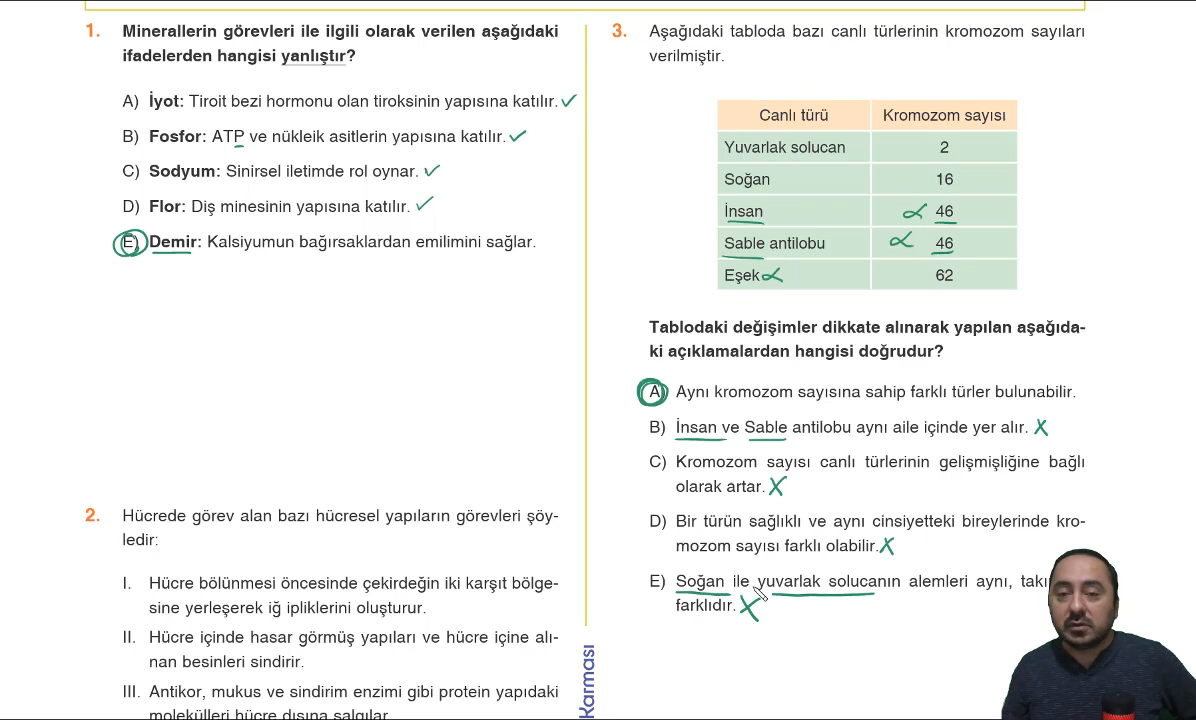 1. Minerallerin görevleri ile ilgili olarak verilen aşağıdaki
ifadelerden hangisi yanlıştır?
A) İyot: Tiroit bezi hormonu olan tiroksinin yapısına katılır.
B) Fosfor: ATP ve nükleik asitlerin yapısına katılır.
C) Sodyum: Sinirsel iletimde rol oynar.
D) Flor: Diş minesinin yapısına katılır.
E) Demir: Kalsiyumun bağırsaklardan emilimini sağlar.
2. Hücrede görev alan bazı hücresel yapıların görevleri şöy-
ledir:
I. Hücre bölünmesi öncesinde çekirdeğin iki karşıt bölge-
sine yerleşerek iğ ipliklerini oluşturur.
II. Hücre içinde hasar görmüş yapıları ve hücre içine alı-
nan besinleri sindirir.
III. Antikor, mukus ve sindirim enzimi gibi protein yapıdaki
molekülleri hücre dışına salgılar.
Karması
3. Aşağıdaki tabloda bazı canlı türlerinin kromozom sayıları
verilmiştir.
Canlı türü Kromozom sayısı
Yuvarlak solucan 2
Soğan 16
İnsan 46
Sable antilobu 46
Eşek 62
Tablodaki değişimler dikkate alınarak yapılan aşağıda-
ki açıklamalardan hangisi doğrudur?
A) Aynı kromozom sayısına sahip farklı türler bulunabilir.
B) İnsan ve Sable antilobu aynı aile içinde yer alır.
C) Kromozom sayısı canlı türlerinin gelişmişliğine bağlı
olarak artar.
D) Bir türün sağlıklı ve aynı cinsiyetteki bireylerinde kro-
mozom sayısı farklı olabilir.
E) Soğan ile yuvarlak solucanın alemleri aynı,
farklıdır.